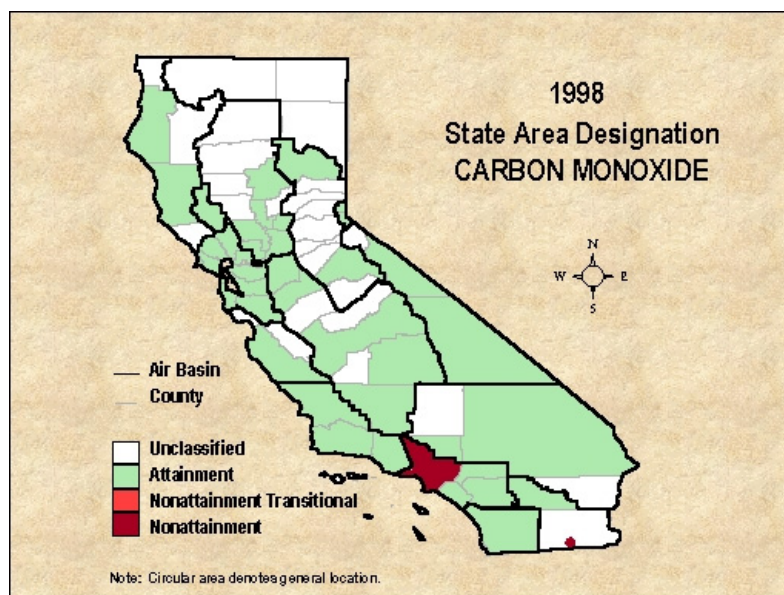 1998
State Area Designation
CARBON MONOXIDE
N
W E
S
Air Basin
County
Unclassified
Attainment
Nonattainment Transitional
Nonattainment
Note: Circular area denotes general location.